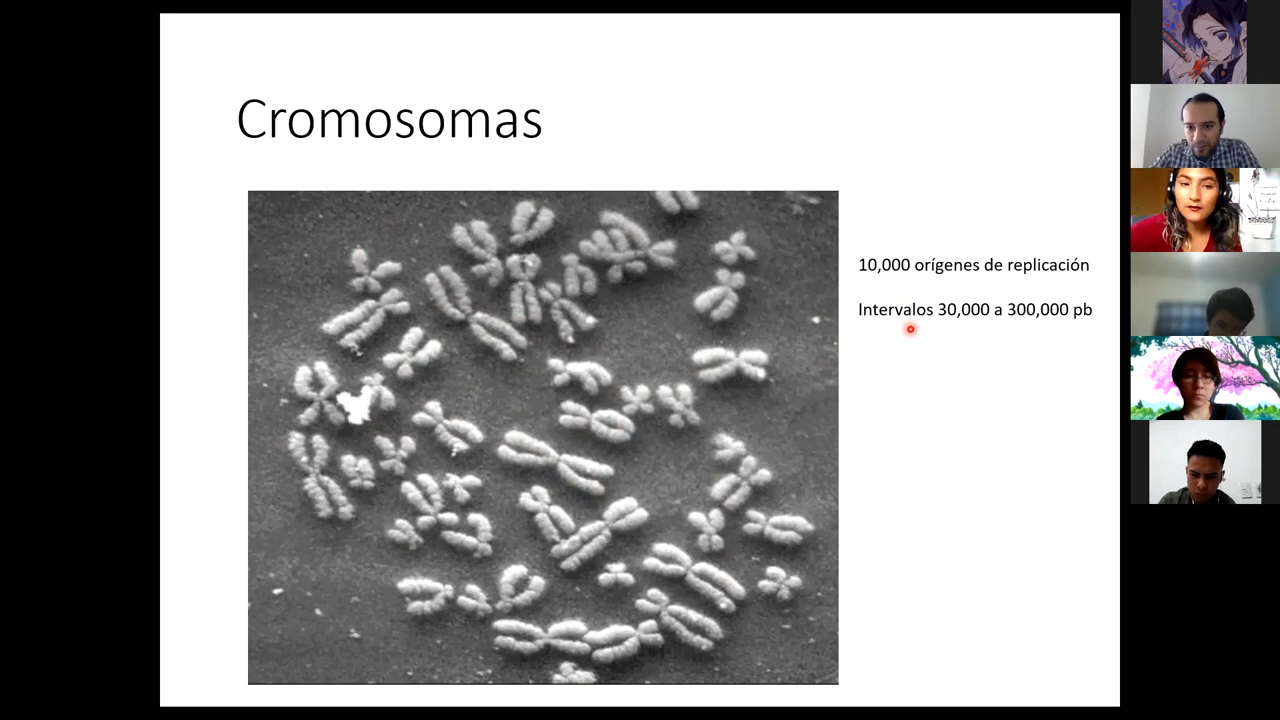 Cromosomas
10,000 orígenes de replicación
Intervalos 30,000 a 300,000 pb